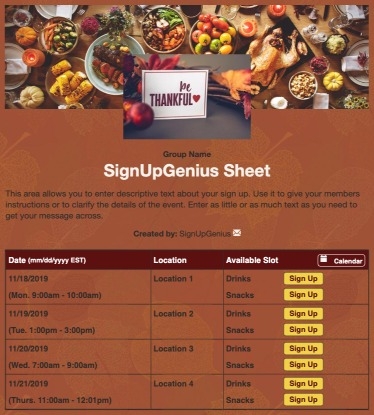 be
THANKFUL
Group Name
SignUpGenius Sheet
This area allows you to enter descriptive text about your sign up. Use it to give your members
instructions or to clarify the details of the event. Enter as little or as much text as you need to
get your message across.
Created by: SignUpGenius
Date (mm/dd/yyyy EST) Location Available Slot Calendar
11/18/2019 Location 1 Drinks Sign Up
(Mon. 9:00am - 10:00am) Snacks Sign Up
11/19/2019 Location 2 Drinks Sign Up
(Tue. 1:00pm - 3:00pm) Snacks Sign Up
11/20/2019 Location 3 Drinks Sign Up
(Wed. 7:00am - 9:00am) Snacks Sign Up
11/21/2019 Location 4 Drinks Sign Up
(Thurs. 11:00am - 12:01pm) Snacks Sign Up